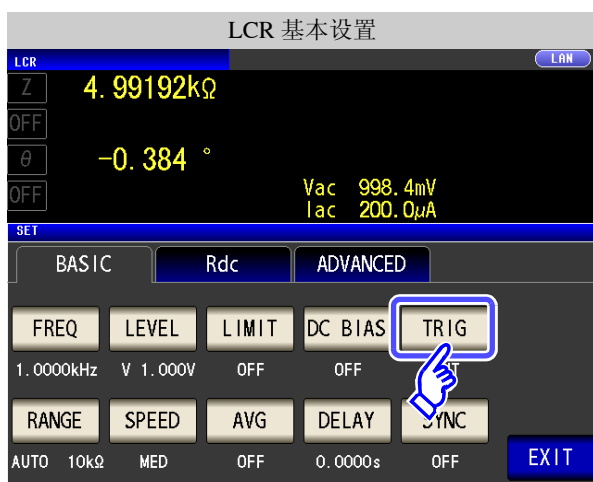 LCR 基本设置
LCR
LAN
Z 4.99192kΩ
OFF
θ -0.384 °
OFF
Vac 998.4mV
Iac 200.0μA
SET
BASIC Rdc ADVANCED
FREQ LEVEL LIMIT DC BIAS TRIG
1.0000kHz V 1.000V OFF OFF
RANGE SPEED AVG DELAY SYNC
AUTO 10kΩ MED OFF 0.0000s OFF
EXIT